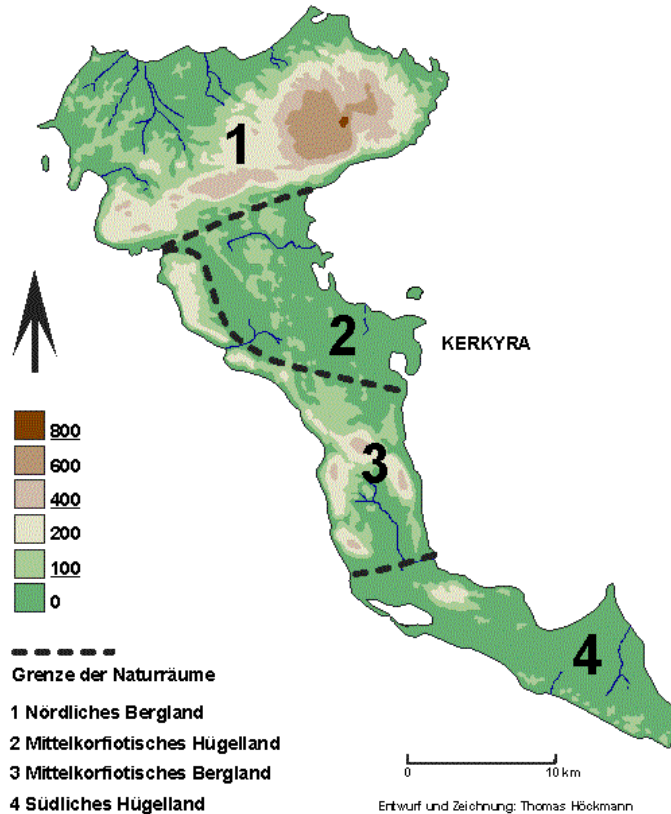 1
2
KERKYRA
3
4
800
600
400
200
100
0
Grenze der Naturräume
1 Nördliches Bergland
2 Mittelkorfiotisches Hügelland
3 Mittelkorfiotisches Bergland
4 Südliches Hügelland
0 10 km
Entwurf und Zeichnung: Thomas Höckmann